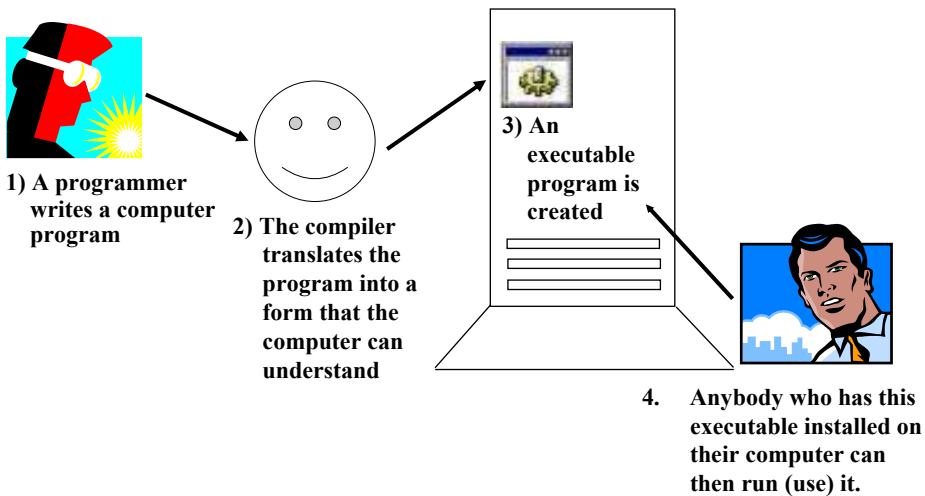 1) A programmer
writes a computer
program
2) The compiler
translates the
program into a
form that the
computer can
understand
3) An
executable
program is
created
4. Anybody who has this
executable installed on
their computer can
then run (use) it.